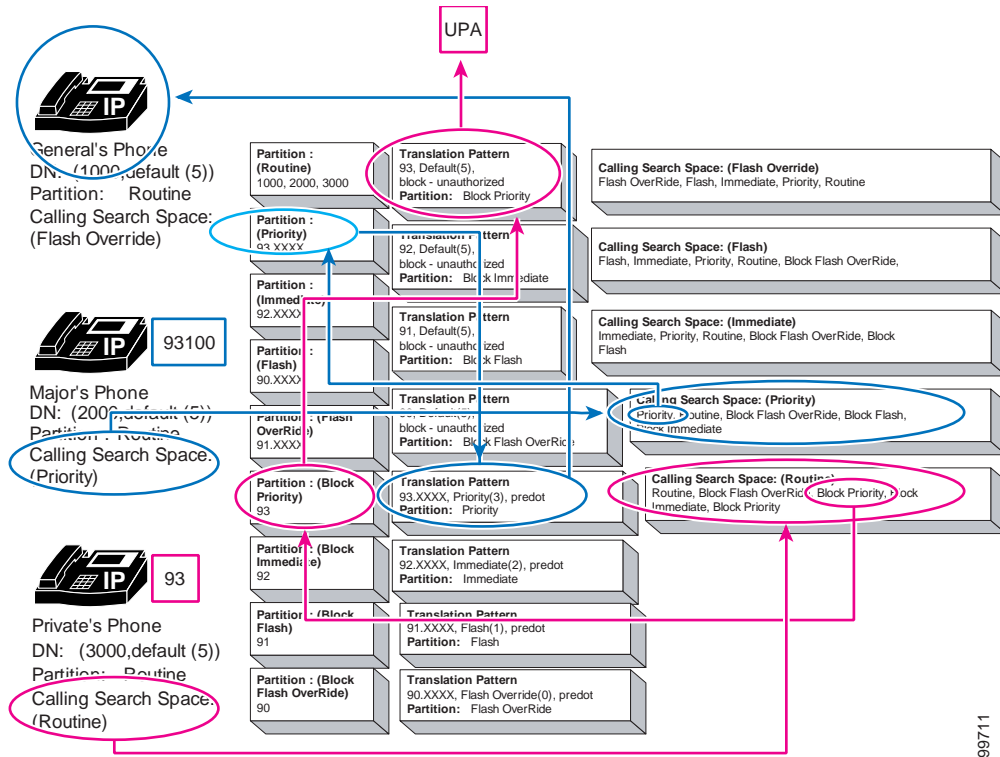 UPA
IP
General's Phone
DN: (1000,default (5))
Partition: Routine
Calling Search Space:
(Flash Override)
IP
93100
Major's Phone
DN: (2000,default (5))
Partition : Routine
Calling Search Space:
(Priority)
IP
93
Private's Phone
DN: (3000,default (5))
Partition: Routine
Calling Search Space:
(Routine)
Partition :
(Routine)
1000, 2000, 3000
Partition :
(Priority)
93.XXXX
Partition :
(Immediate)
92.XXXX
Partition :
(Flash)
90.XXXX
Partition : (Flash
OverRide)
91.XXXX
Partition : (Block
Priority)
93
Partition : (Block
Immediate)
92
Partition : (Block
Flash)
91
Partition : (Block
Flash OverRide)
90
Translation Pattern
93, Default(5),
block - unauthorized
Partition: Block Priority
Translation Pattern
92, Default(5),
block - unauthorized
Partition: Block Immediate
Translation Pattern
91, Default(5),
block - unauthorized
Partition: Block Flash
Translation Pattern
90, Default(5),
block - unauthorized
Partition: Block Flash OverRide
Translation Pattern
93.XXXX, Priority(3), predot
Partition: Priority
Translation Pattern
92.XXXX, Immediate(2), predot
Partition: Immediate
Translation Pattern
91.XXXX, Flash(1), predot
Partition: Flash
Translation Pattern
90.XXXX, Flash Override(0), predot
Partition: Flash OverRide
Calling Search Space: (Flash Override)
Flash OverRide, Flash, Immediate, Priority, Routine
Calling Search Space: (Flash)
Flash, Immediate, Priority, Routine, Block Flash OverRide,
Calling Search Space: (Immediate)
Immediate, Priority, Routine, Block Flash OverRide, Block
Flash
Calling Search Space: (Priority)
Priority, Routine, Block Flash OverRide, Block Flash,
Block Immediate
Calling Search Space: (Routine)
Routine, Block Flash OverRide, Block Priority, Block
Immediate, Block Priority
99711